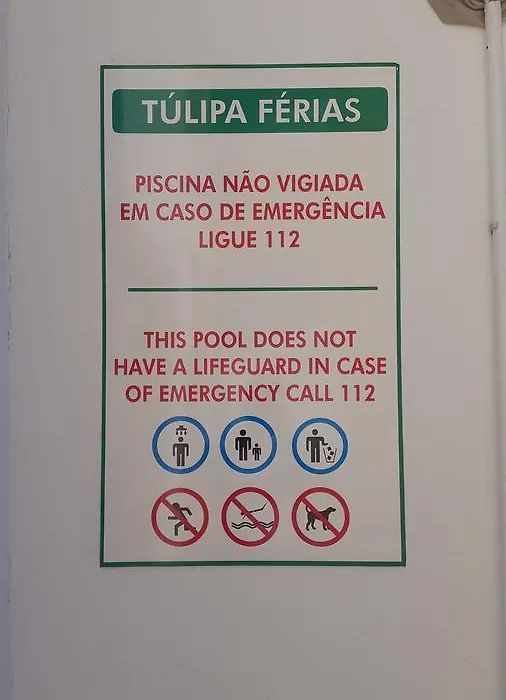 TÚLIPA FÉRIAS
PISCINA NÃO VIGIADA
EM CASO DE EMERGÊNCIA
LIGUE 112
THIS POOL DOES NOT
HAVE A LIFEGUARD IN CASE
OF EMERGENCY CALL 112